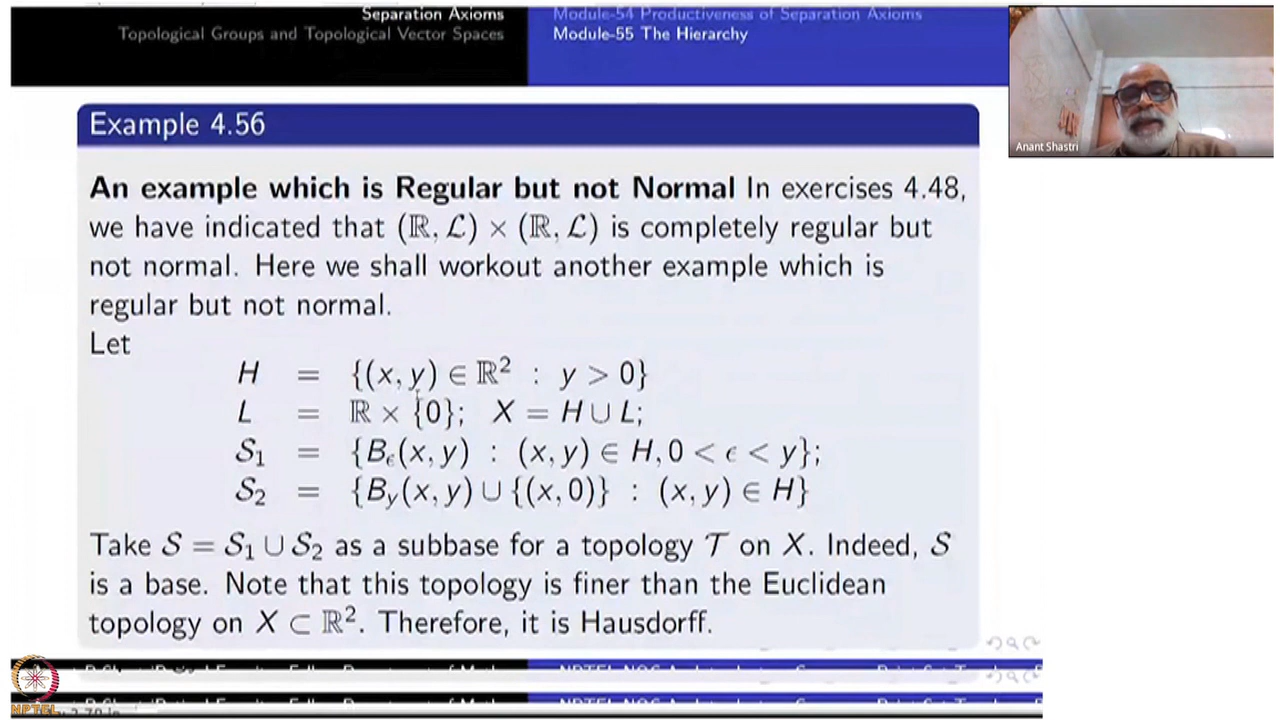 Separation Axioms
Topological Groups and Topological Vector Spaces
Module-54 Productiveness of Separation Axioms
Module-55 The Hierarchy
Anant Shastri
Example 4.56
An example which is Regular but not Normal In exercises 4.48,
we have indicated that (ℝ, ℒ) × (ℝ, ℒ) is completely regular but
not normal. Here we shall workout another example which is
regular but not normal.
Let
H = {(x, y) ∈ ℝ² : y > 0}
L = ℝ × {0}; X = H ∪ L;
𝒮₁ = {B_ϵ(x, y) : (x, y) ∈ H, 0 < ϵ < y};
𝒮₂ = {B_y(x, y) ∪ {(x, 0)} : (x, y) ∈ H}
Take 𝒮 = 𝒮₁ ∪ 𝒮₂ as a subbase for a topology 𝒯 on X. Indeed, 𝒮
is a base. Note that this topology is finer than the Euclidean
topology on X ⊂ ℝ². Therefore, it is Hausdorff.
NPTEL